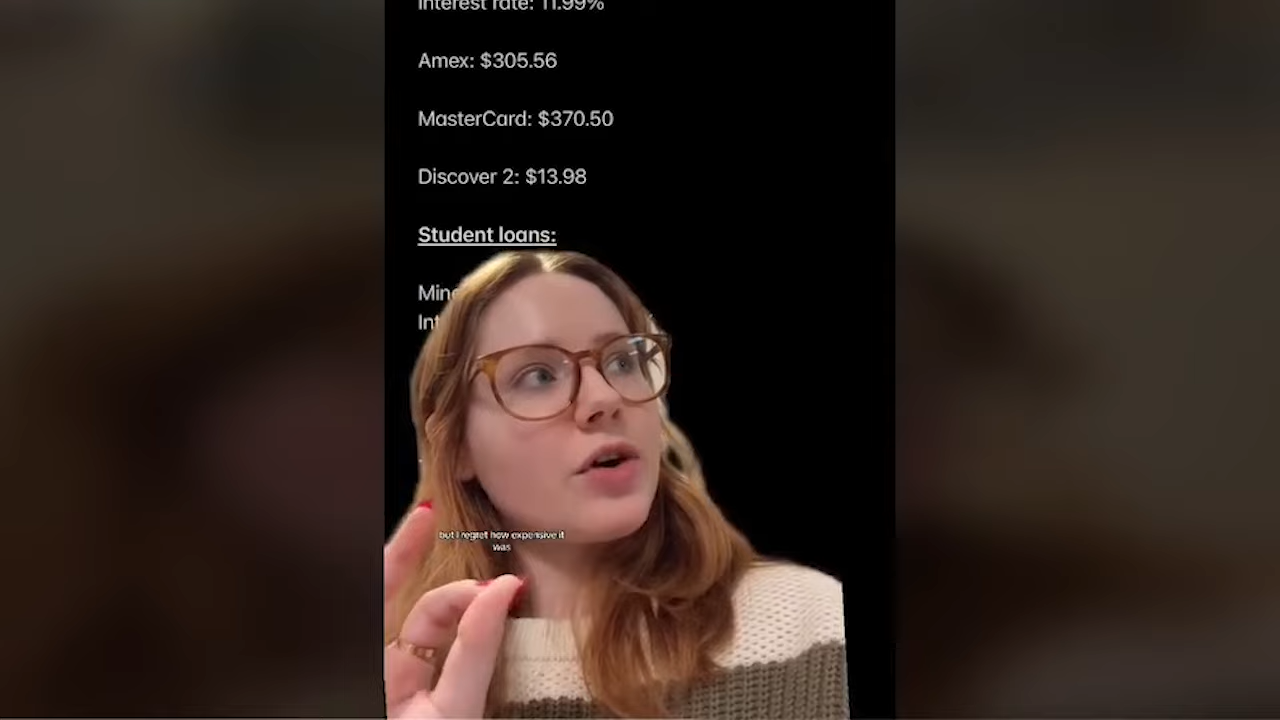 Interest rate: 11.99%
Amex: $305.56
MasterCard: $370.50
Discover 2: $13.98
Student loans:
but I regret how expensive it
was